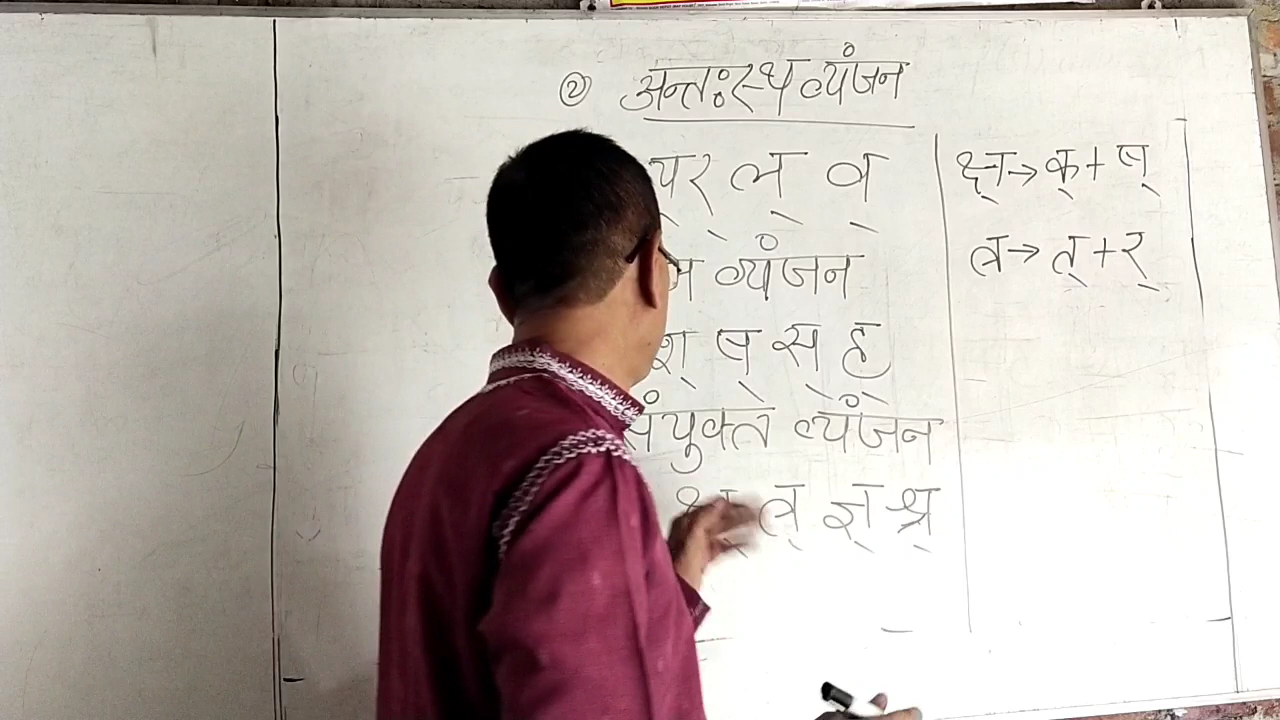 ② अन्तःस्थ व्यंजन
य् र् ल् व्
व्यंजन
श् ष् स् ह्
संयुक्त व्यंजन
क्ष् त्र् ज्ञ् श्र्
क्ष् → क् + ष्
त्र → त् + र्